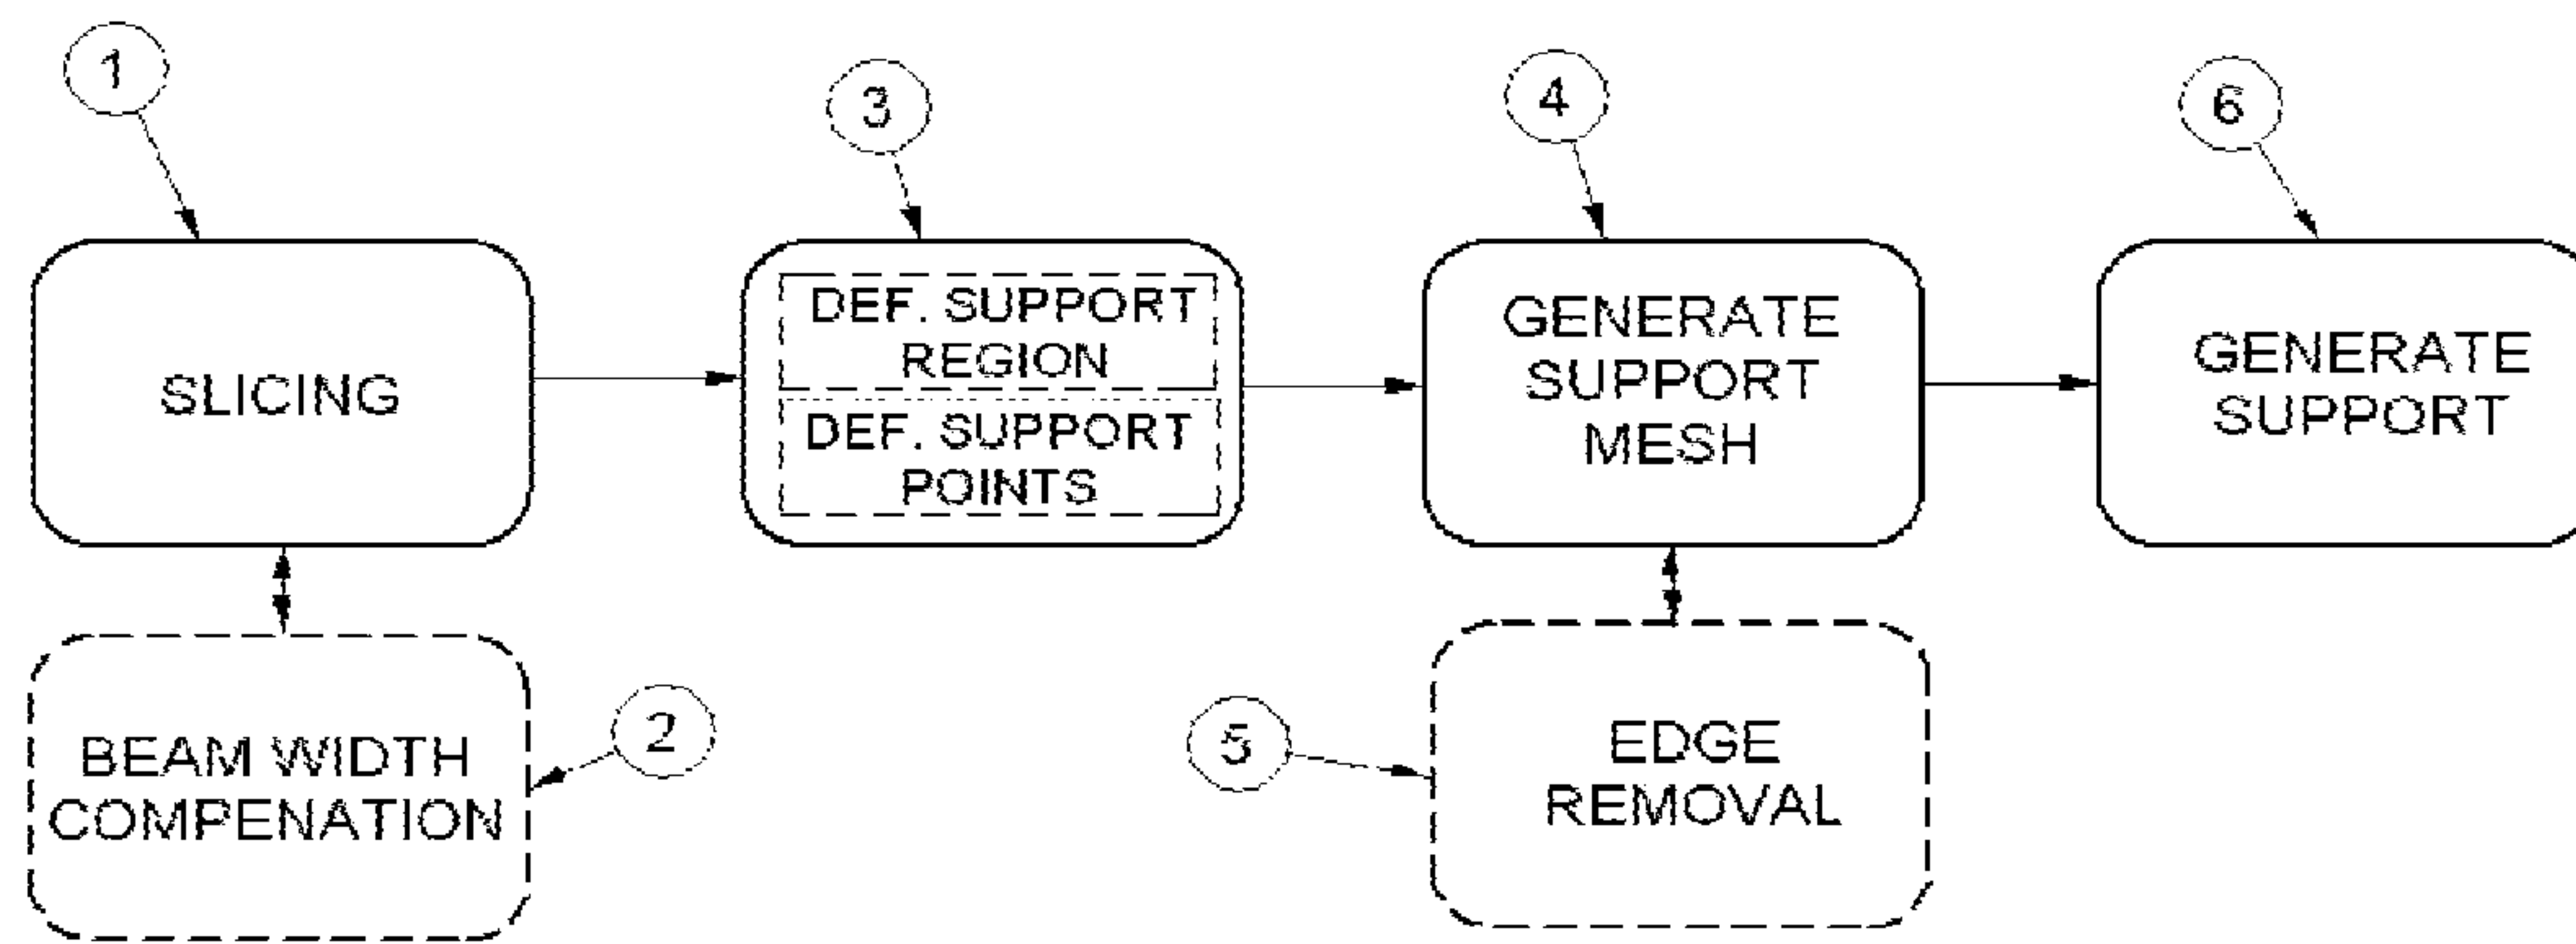 1
3
4
6
SLICING
DEF. SUPPORT
REGION
DEF. SUPPORT
POINTS
GENERATE
SUPPORT
MESH
GENERATE
SUPPORT
BEAM WIDTH
COMPENATION
2
5
EDGE
REMOVAL